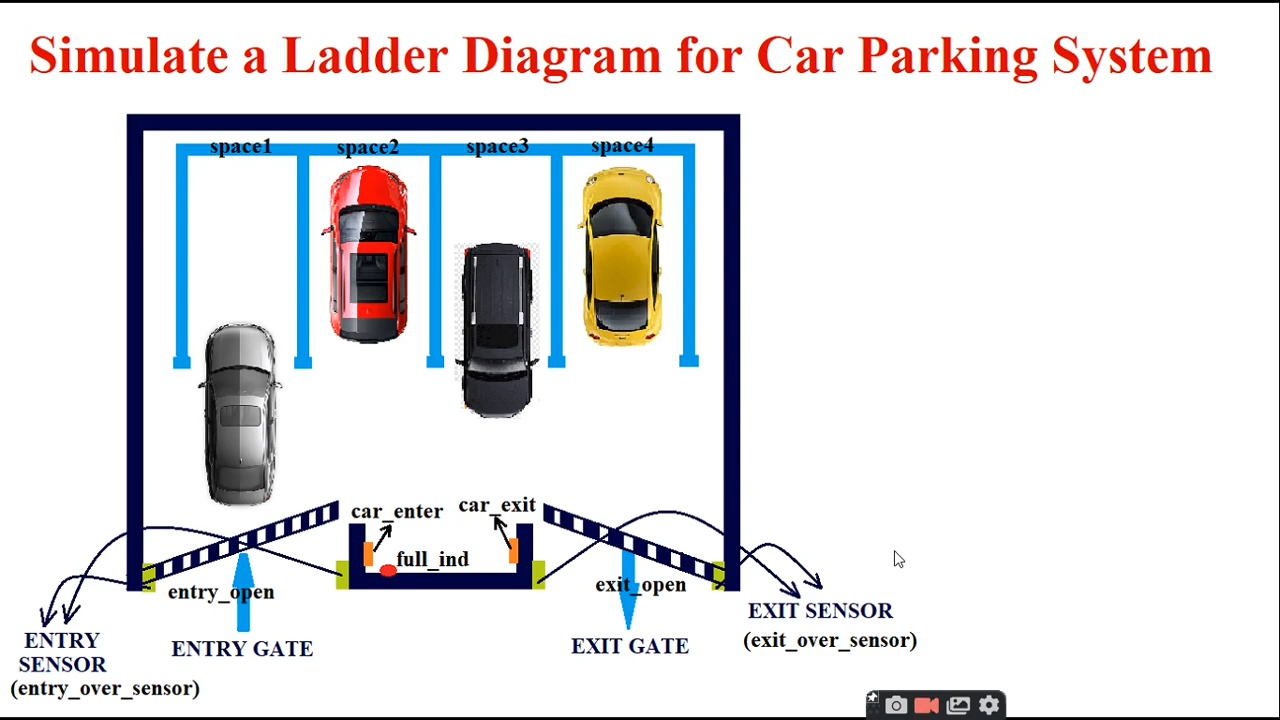 Simulate a Ladder Diagram for Car Parking System
space1 space2 space3 space4
car_enter car_exit
full_ind
entry_open exit_open
ENTRY SENSOR
(entry_over_sensor)
ENTRY GATE
EXIT GATE
EXIT SENSOR
(exit_over_sensor)